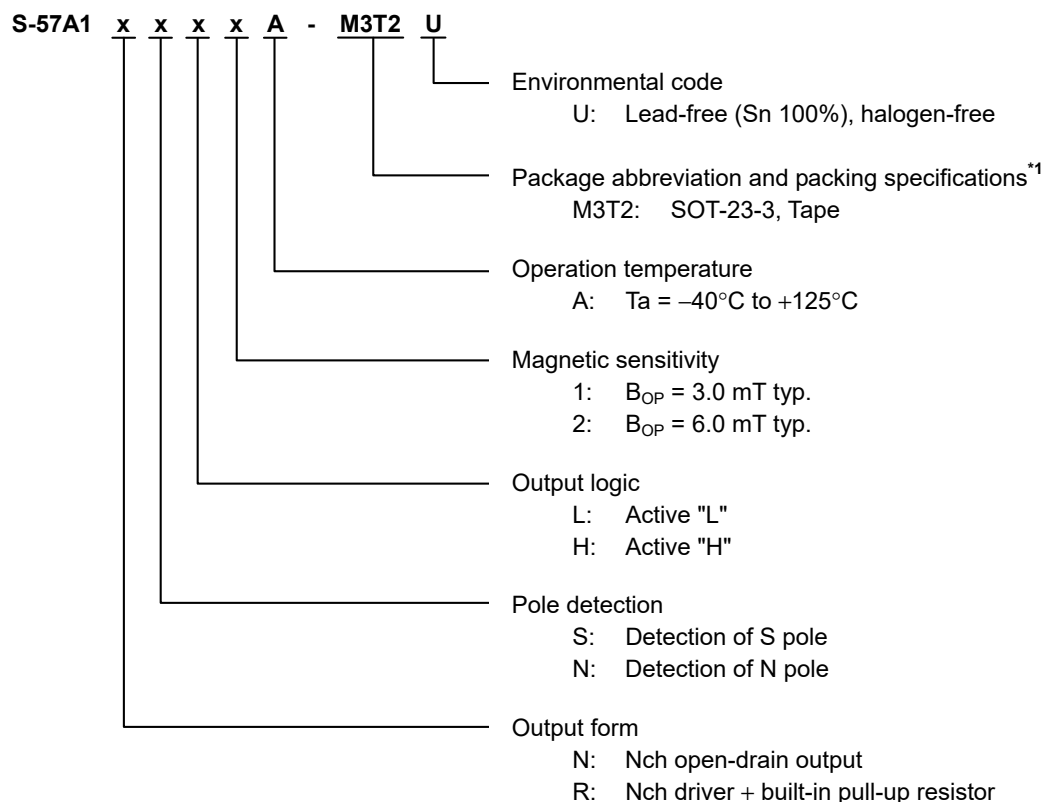 S-57A1 x x x x A - M3T2 U
Environmental code
U: Lead-free (Sn 100%), halogen-free
Package abbreviation and packing specifications*1
M3T2: SOT-23-3, Tape
Operation temperature
A: Ta = −40°C to +125°C
Magnetic sensitivity
1: BOP = 3.0 mT typ.
2: BOP = 6.0 mT typ.
Output logic
L: Active "L"
H: Active "H"
Pole detection
S: Detection of S pole
N: Detection of N pole
Output form
N: Nch open-drain output
R: Nch driver + built-in pull-up resistor